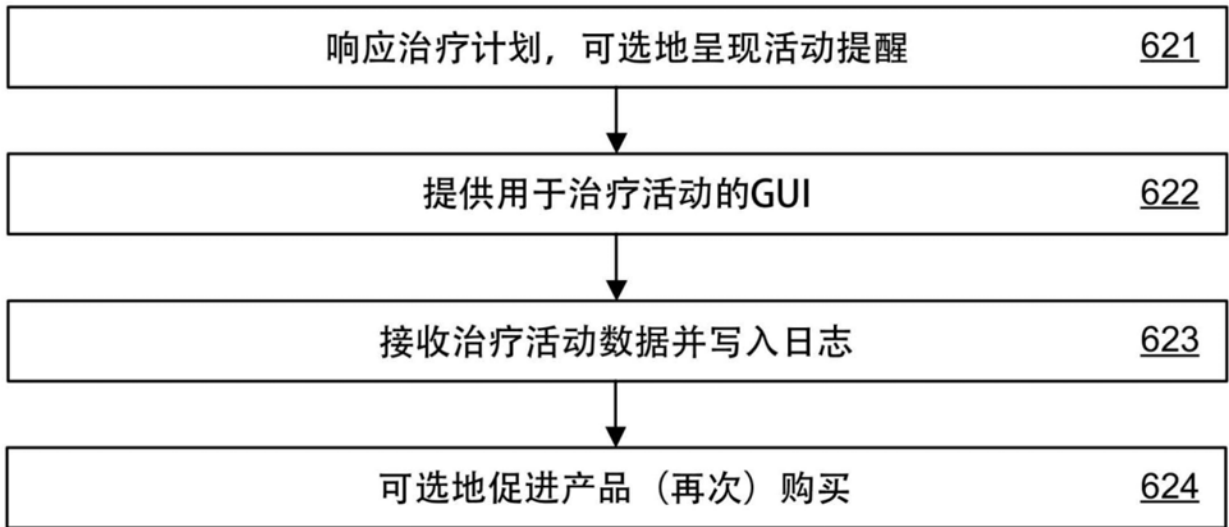 响应治疗计划，可选地呈现活动提醒 621
提供用于治疗活动的GUI 622
接收治疗活动数据并写入日志 623
可选地促进产品（再次）购买 624